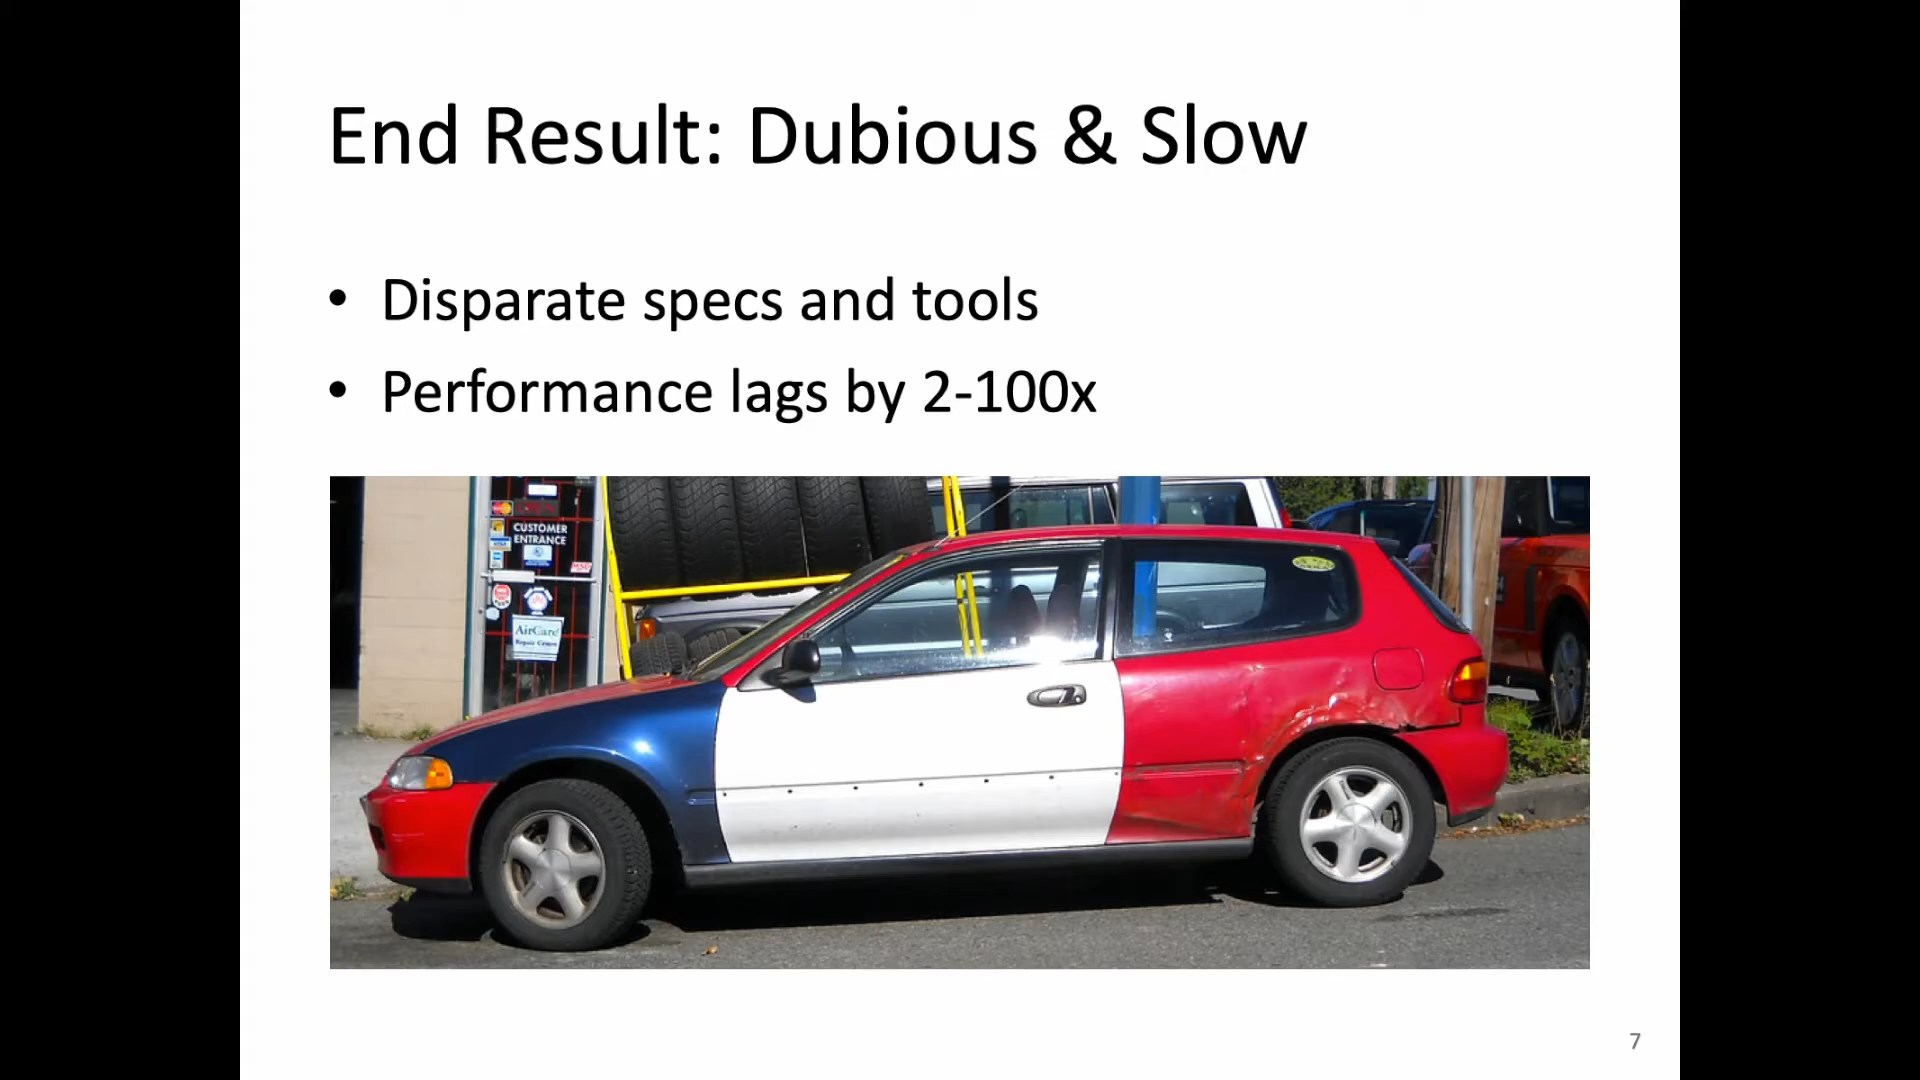 End Result: Dubious & Slow
• Disparate specs and tools
• Performance lags by 2-100x
CUSTOMER
ENTRANCE
AirCare
7